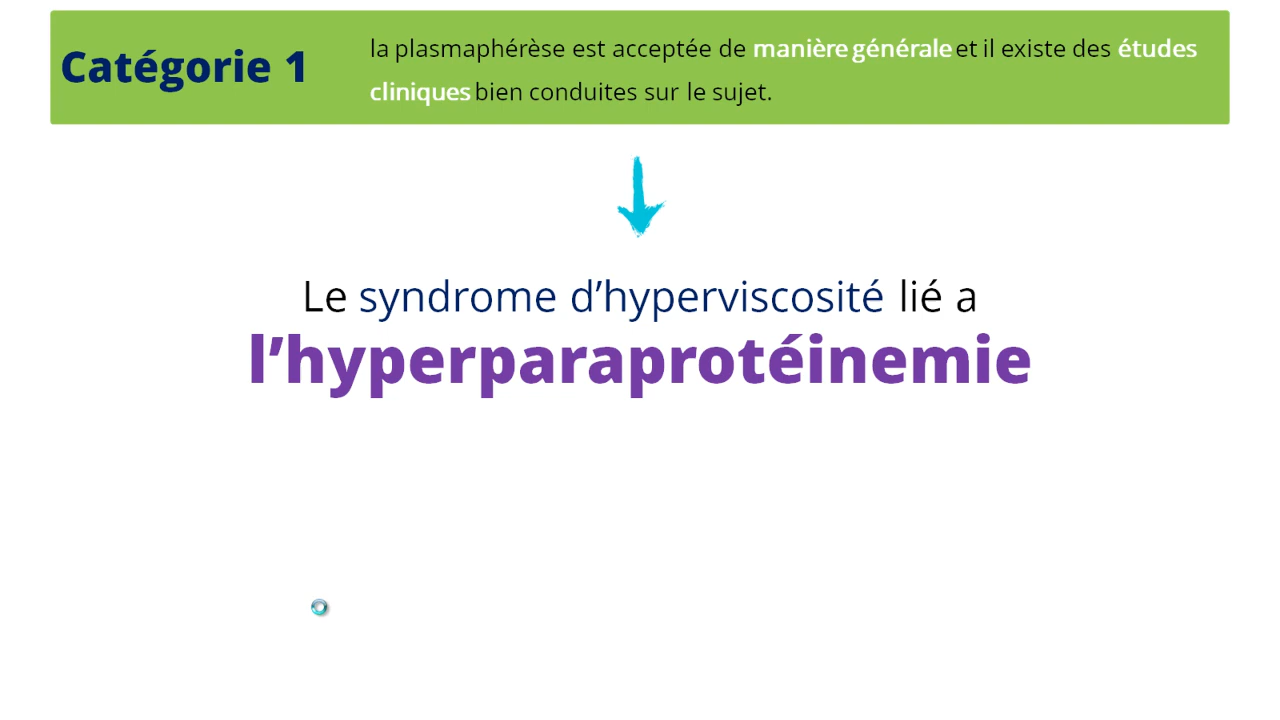 Catégorie 1
la plasmaphérèse est acceptée de manière générale et il existe des études
cliniques bien conduites sur le sujet.
Le syndrome d’hyperviscosité lié a
l’hyperparaprotéinemie